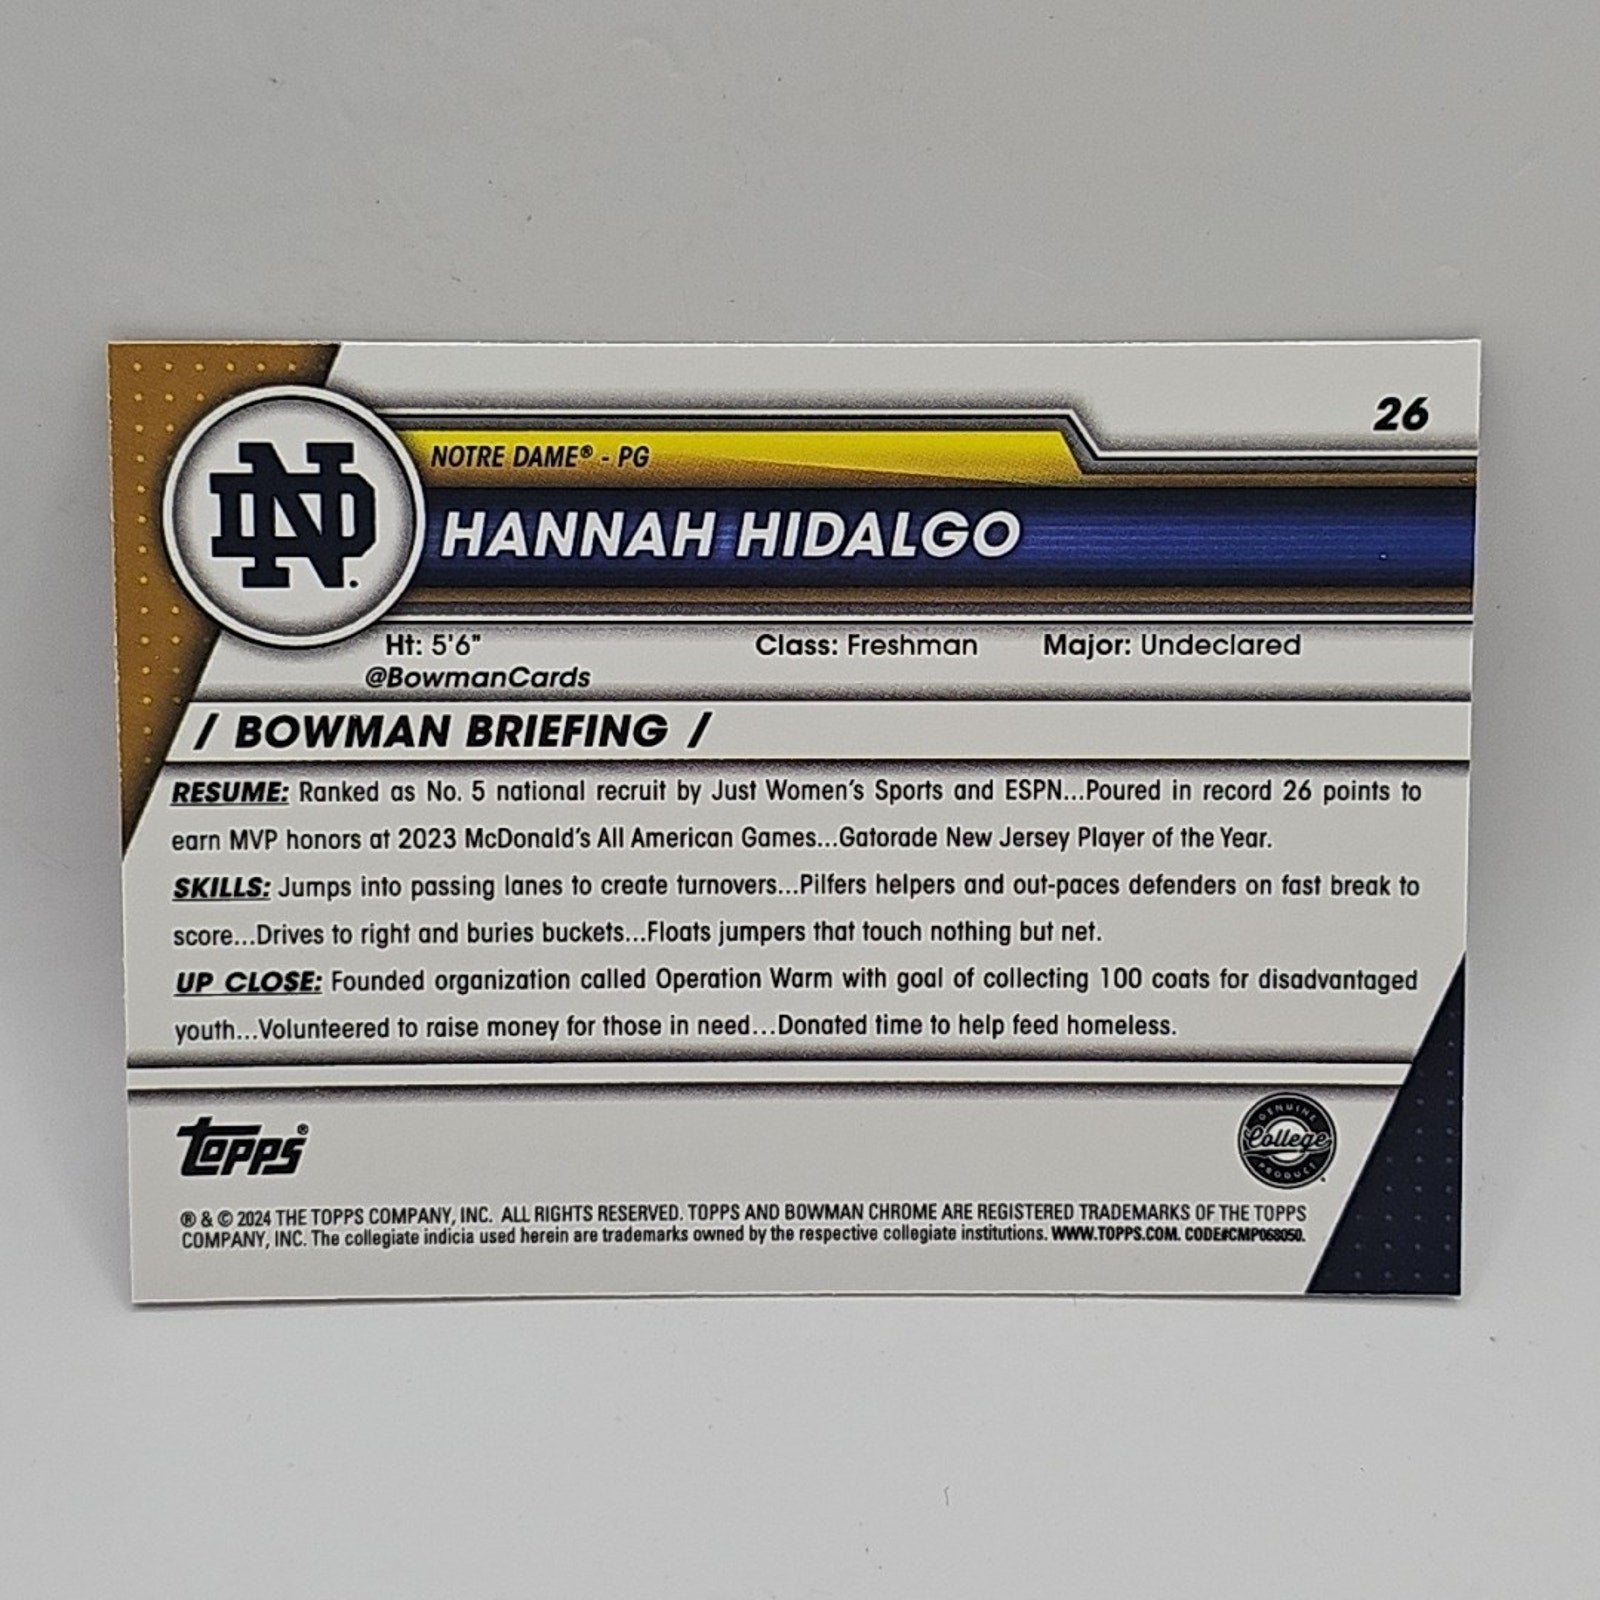 26
NOTRE DAME® - PG
HANNAH HIDALGO
Ht: 5'6" Class: Freshman Major: Undeclared
@BowmanCards
/ BOWMAN BRIEFING /
RESUME: Ranked as No. 5 national recruit by Just Women's Sports and ESPN...Poured in record 26 points to
earn MVP honors at 2023 McDonald's All American Games...Gatorade New Jersey Player of the Year.
SKILLS: Jumps into passing lanes to create turnovers...Pilfers helpers and out-paces defenders on fast break to
score...Drives to right and buries buckets...Floats jumpers that touch nothing but net.
UP CLOSE: Founded organization called Operation Warm with goal of collecting 100 coats for disadvantaged
youth...Volunteered to raise money for those in need...Donated time to help feed homeless.
Topps®
GENUINE
College
PRODUCT
® & © 2024 THE TOPPS COMPANY, INC. ALL RIGHTS RESERVED. TOPPS AND BOWMAN CHROME ARE REGISTERED TRADEMARKS OF THE TOPPS
COMPANY, INC. The collegiate indicia used herein are trademarks owned by the respective collegiate institutions. WWW.TOPPS.COM. CODE#CMP068050.